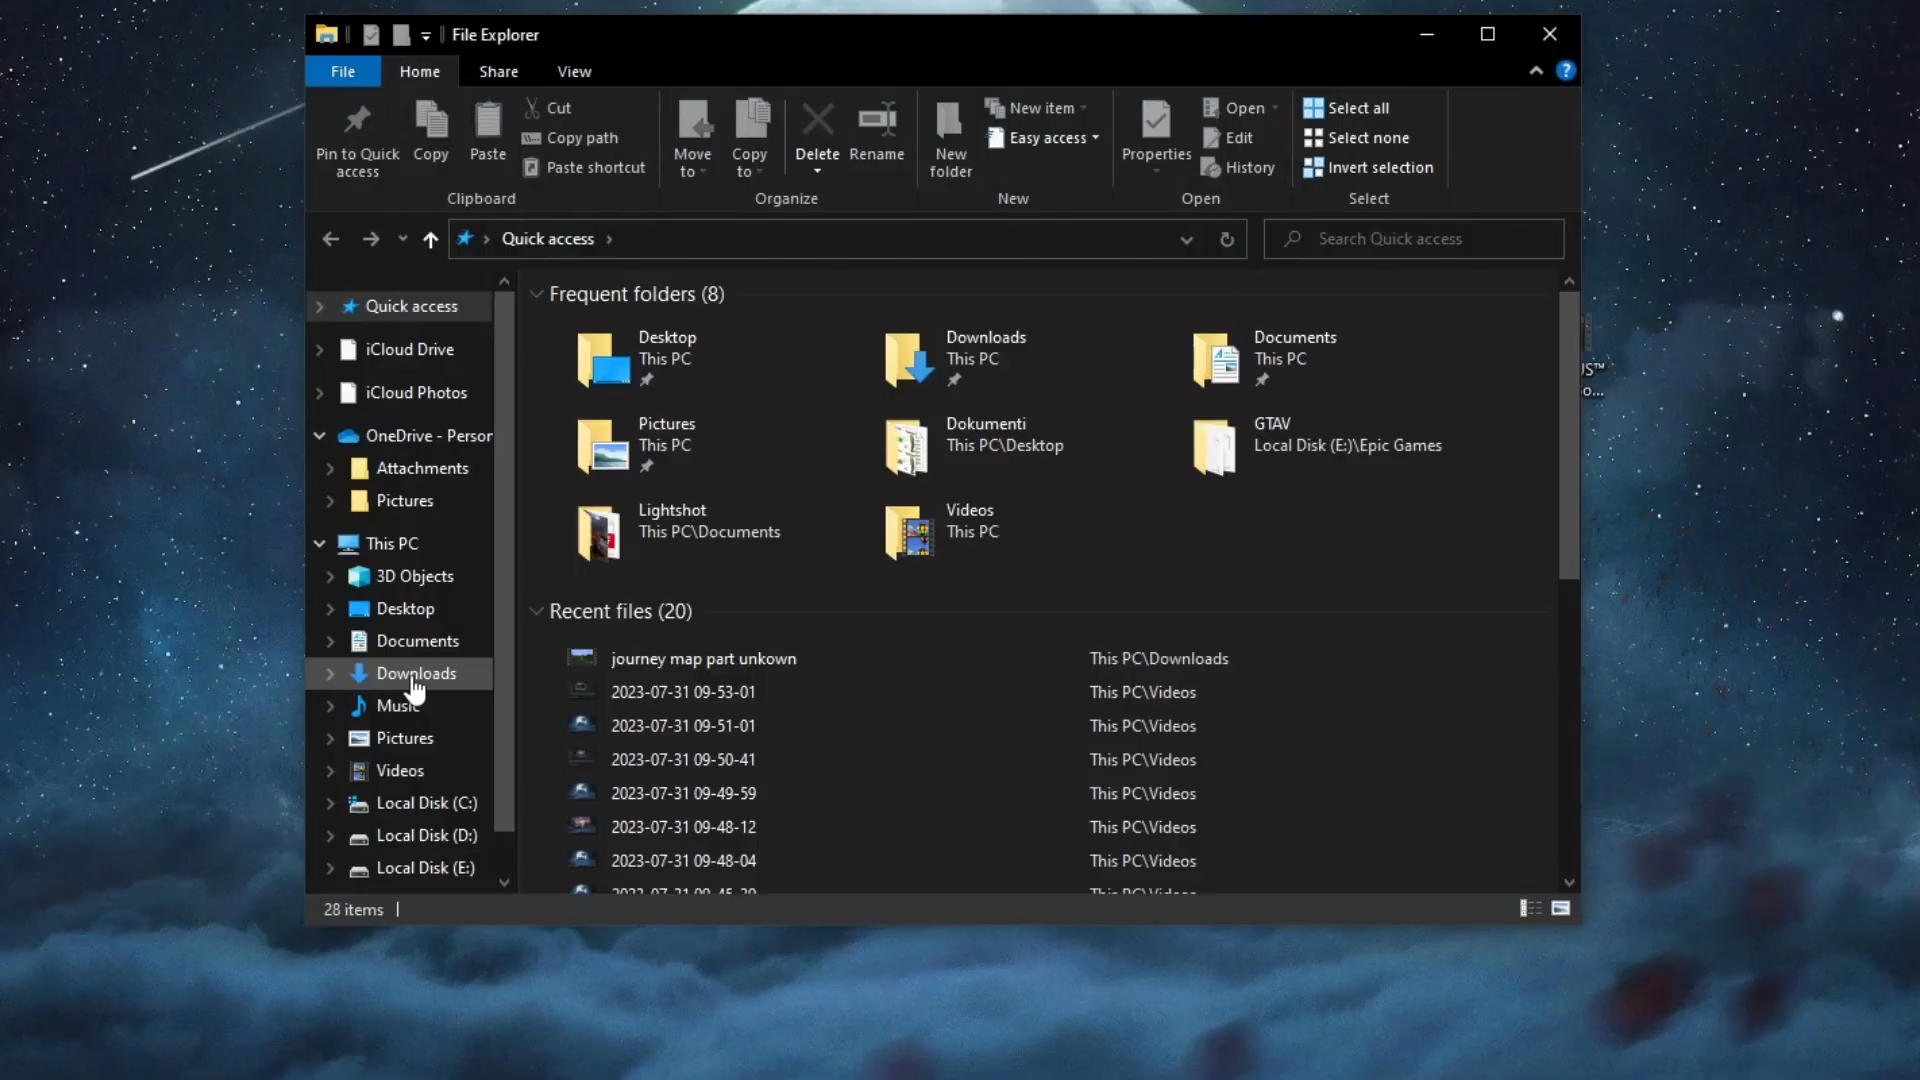 File Explorer
File Home Share View
Pin to Quick access
Copy
Paste
Cut
Copy path
Paste shortcut
Clipboard
Move to
Copy to
Delete
Rename
Organize
New folder
New item
Easy access
New
Properties
Open
Edit
History
Open
Select all
Select none
Invert selection
Select
Quick access
Search Quick access
Quick access
iCloud Drive
iCloud Photos
OneDrive - Person
Attachments
Pictures
This PC
3D Objects
Desktop
Documents
Downloads
Music
Pictures
Videos
Local Disk (C:)
Local Disk (D:)
Local Disk (E:)
Frequent folders (8)
Desktop
This PC
Downloads
This PC
Documents
This PC
Pictures
This PC
Dokumenti
This PC\Desktop
GTAV
Local Disk (E:)\Epic Games
Lightshot
This PC\Documents
Videos
This PC
Recent files (20)
journey map part unkown This PC\Downloads
2023-07-31 09-53-01 This PC\Videos
2023-07-31 09-51-01 This PC\Videos
2023-07-31 09-50-41 This PC\Videos
2023-07-31 09-49-59 This PC\Videos
2023-07-31 09-48-12 This PC\Videos
2023-07-31 09-48-04 This PC\Videos
28 items